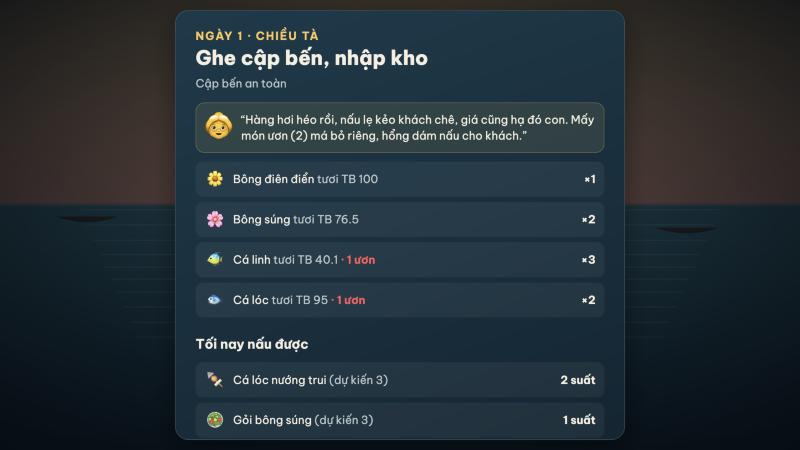 NGÀY 1 · CHIỀU TÀ
Ghe cập bến, nhập kho
Cập bến an toàn
“Hàng hơi héo rồi, nấu lẹ kẻo khách chê, giá cũng hạ đó con. Mấy
món ươn (2) má bỏ riêng, hổng dám nấu cho khách.”
Bông điên điển tươi TB 100 ×1
Bông súng tươi TB 76.5 ×2
Cá linh tươi TB 40.1 · 1 ươn ×3
Cá lóc tươi TB 95 · 1 ươn ×2
Tối nay nấu được
Cá lóc nướng trui (dự kiến 3) 2 suất
Gỏi bông súng (dự kiến 3) 1 suất